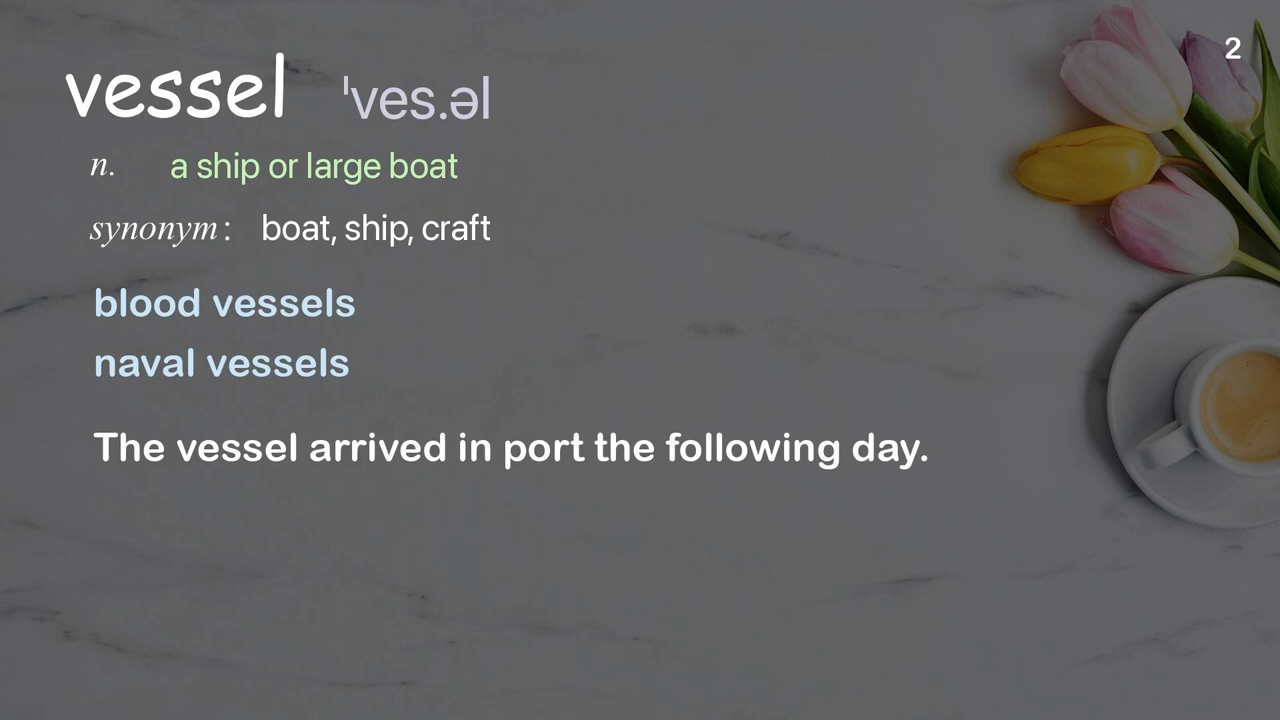 2
vessel ˈves.əl
n. a ship or large boat
synonym: boat, ship, craft
blood vessels
naval vessels
The vessel arrived in port the following day.